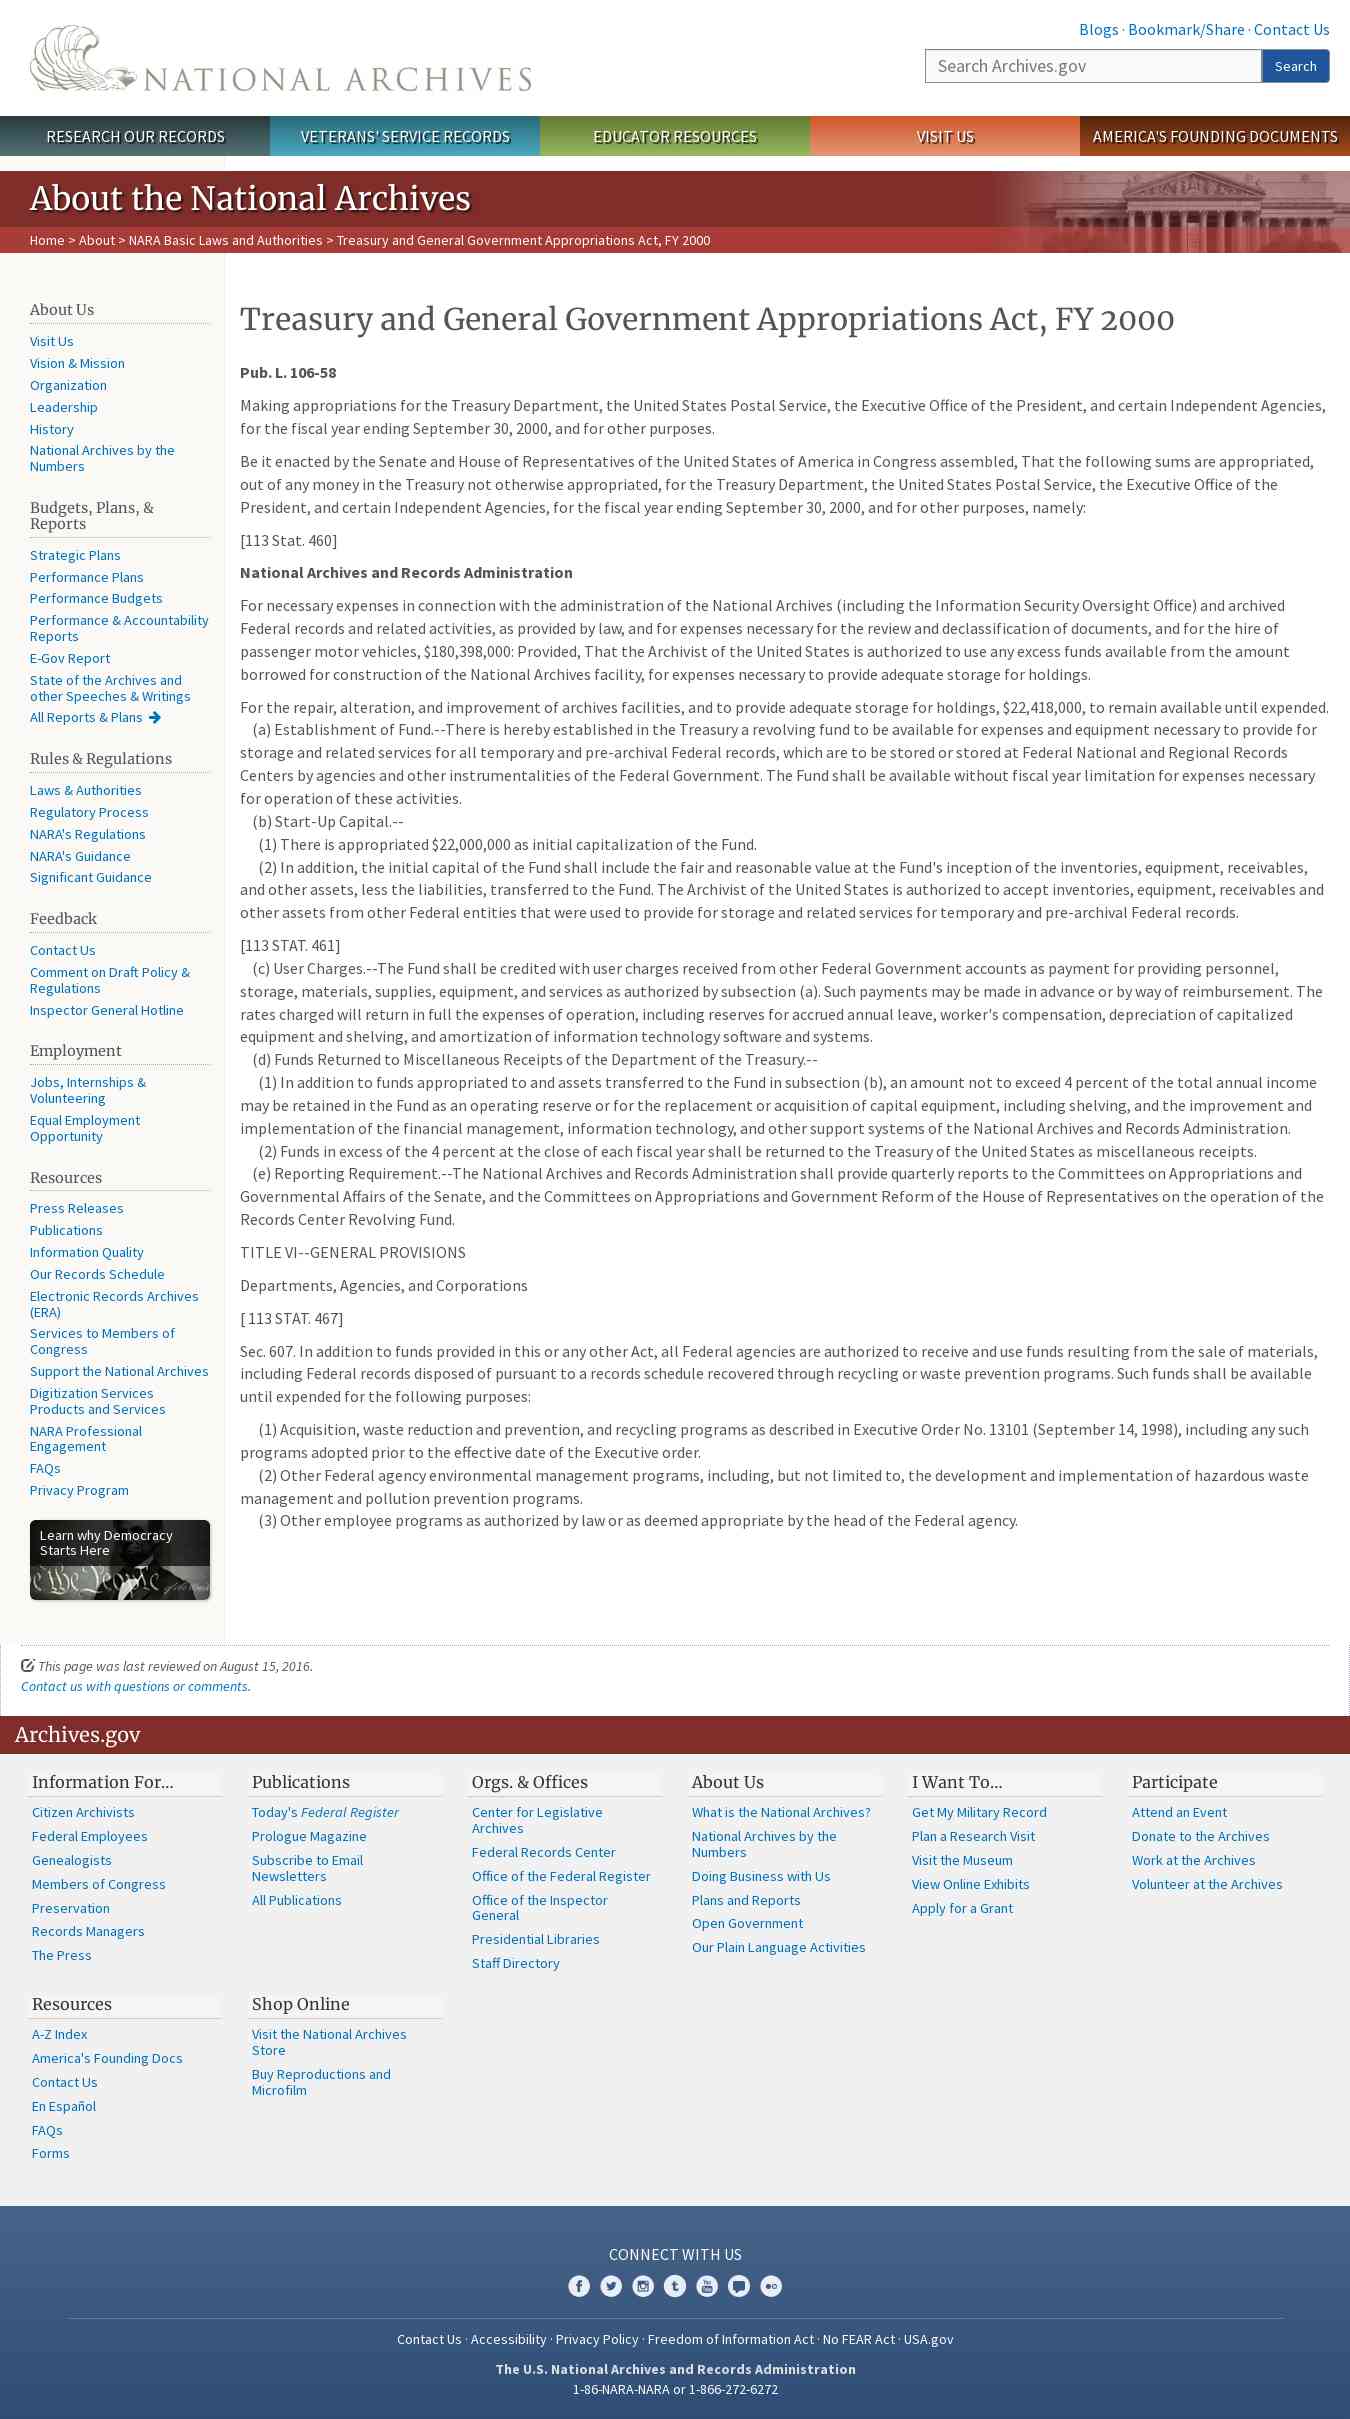 Blogs · Bookmark/Share · Contact Us
NATIONAL ARCHIVES
Search Archives.gov
Search
RESEARCH OUR RECORDS
VETERANS' SERVICE RECORDS
EDUCATOR RESOURCES
VISIT US
AMERICA'S FOUNDING DOCUMENTS
About the National Archives
Home > About > NARA Basic Laws and Authorities > Treasury and General Government Appropriations Act, FY 2000
About Us
Visit Us
Vision & Mission
Organization
Leadership
History
National Archives by the
Numbers
Budgets, Plans, &
Reports
Strategic Plans
Performance Plans
Performance Budgets
Performance & Accountability
Reports
E-Gov Report
State of the Archives and
other Speeches & Writings
All Reports & Plans
Rules & Regulations
Laws & Authorities
Regulatory Process
NARA's Regulations
NARA's Guidance
Significant Guidance
Feedback
Contact Us
Comment on Draft Policy &
Regulations
Inspector General Hotline
Employment
Jobs, Internships &
Volunteering
Equal Employment
Opportunity
Resources
Press Releases
Publications
Information Quality
Our Records Schedule
Electronic Records Archives
(ERA)
Services to Members of
Congress
Support the National Archives
Digitization Services
Products and Services
NARA Professional
Engagement
FAQs
Privacy Program
Learn why Democracy
Starts Here
Treasury and General Government Appropriations Act, FY 2000
Pub. L. 106-58
Making appropriations for the Treasury Department, the United States Postal Service, the Executive Office of the President, and certain Independent Agencies,
for the fiscal year ending September 30, 2000, and for other purposes.
Be it enacted by the Senate and House of Representatives of the United States of America in Congress assembled, That the following sums are appropriated,
out of any money in the Treasury not otherwise appropriated, for the Treasury Department, the United States Postal Service, the Executive Office of the
President, and certain Independent Agencies, for the fiscal year ending September 30, 2000, and for other purposes, namely:
[113 Stat. 460]
National Archives and Records Administration
For necessary expenses in connection with the administration of the National Archives (including the Information Security Oversight Office) and archived
Federal records and related activities, as provided by law, and for expenses necessary for the review and declassification of documents, and for the hire of
passenger motor vehicles, $180,398,000: Provided, That the Archivist of the United States is authorized to use any excess funds available from the amount
borrowed for construction of the National Archives facility, for expenses necessary to provide adequate storage for holdings.
For the repair, alteration, and improvement of archives facilities, and to provide adequate storage for holdings, $22,418,000, to remain available until expended.
(a) Establishment of Fund.--There is hereby established in the Treasury a revolving fund to be available for expenses and equipment necessary to provide for
storage and related services for all temporary and pre-archival Federal records, which are to be stored or stored at Federal National and Regional Records
Centers by agencies and other instrumentalities of the Federal Government. The Fund shall be available without fiscal year limitation for expenses necessary
for operation of these activities.
(b) Start-Up Capital.--
(1) There is appropriated $22,000,000 as initial capitalization of the Fund.
(2) In addition, the initial capital of the Fund shall include the fair and reasonable value at the Fund's inception of the inventories, equipment, receivables,
and other assets, less the liabilities, transferred to the Fund. The Archivist of the United States is authorized to accept inventories, equipment, receivables and
other assets from other Federal entities that were used to provide for storage and related services for temporary and pre-archival Federal records.
[113 STAT. 461]
(c) User Charges.--The Fund shall be credited with user charges received from other Federal Government accounts as payment for providing personnel,
storage, materials, supplies, equipment, and services as authorized by subsection (a). Such payments may be made in advance or by way of reimbursement. The
rates charged will return in full the expenses of operation, including reserves for accrued annual leave, worker's compensation, depreciation of capitalized
equipment and shelving, and amortization of information technology software and systems.
(d) Funds Returned to Miscellaneous Receipts of the Department of the Treasury.--
(1) In addition to funds appropriated to and assets transferred to the Fund in subsection (b), an amount not to exceed 4 percent of the total annual income
may be retained in the Fund as an operating reserve or for the replacement or acquisition of capital equipment, including shelving, and the improvement and
implementation of the financial management, information technology, and other support systems of the National Archives and Records Administration.
(2) Funds in excess of the 4 percent at the close of each fiscal year shall be returned to the Treasury of the United States as miscellaneous receipts.
(e) Reporting Requirement.--The National Archives and Records Administration shall provide quarterly reports to the Committees on Appropriations and
Governmental Affairs of the Senate, and the Committees on Appropriations and Government Reform of the House of Representatives on the operation of the
Records Center Revolving Fund.
TITLE VI--GENERAL PROVISIONS
Departments, Agencies, and Corporations
[ 113 STAT. 467]
Sec. 607. In addition to funds provided in this or any other Act, all Federal agencies are authorized to receive and use funds resulting from the sale of materials,
including Federal records disposed of pursuant to a records schedule recovered through recycling or waste prevention programs. Such funds shall be available
until expended for the following purposes:
(1) Acquisition, waste reduction and prevention, and recycling programs as described in Executive Order No. 13101 (September 14, 1998), including any such
programs adopted prior to the effective date of the Executive order.
(2) Other Federal agency environmental management programs, including, but not limited to, the development and implementation of hazardous waste
management and pollution prevention programs.
(3) Other employee programs as authorized by law or as deemed appropriate by the head of the Federal agency.
This page was last reviewed on August 15, 2016.
Contact us with questions or comments.
Archives.gov
Information For…
Citizen Archivists
Federal Employees
Genealogists
Members of Congress
Preservation
Records Managers
The Press
Publications
Today's Federal Register
Prologue Magazine
Subscribe to Email
Newsletters
All Publications
Orgs. & Offices
Center for Legislative
Archives
Federal Records Center
Office of the Federal Register
Office of the Inspector
General
Presidential Libraries
Staff Directory
About Us
What is the National Archives?
National Archives by the
Numbers
Doing Business with Us
Plans and Reports
Open Government
Our Plain Language Activities
I Want To…
Get My Military Record
Plan a Research Visit
Visit the Museum
View Online Exhibits
Apply for a Grant
Participate
Attend an Event
Donate to the Archives
Work at the Archives
Volunteer at the Archives
Resources
A-Z Index
America's Founding Docs
Contact Us
En Español
FAQs
Forms
Shop Online
Visit the National Archives
Store
Buy Reproductions and
Microfilm
CONNECT WITH US
Contact Us · Accessibility · Privacy Policy · Freedom of Information Act · No FEAR Act · USA.gov
The U.S. National Archives and Records Administration
1-86-NARA-NARA or 1-866-272-6272